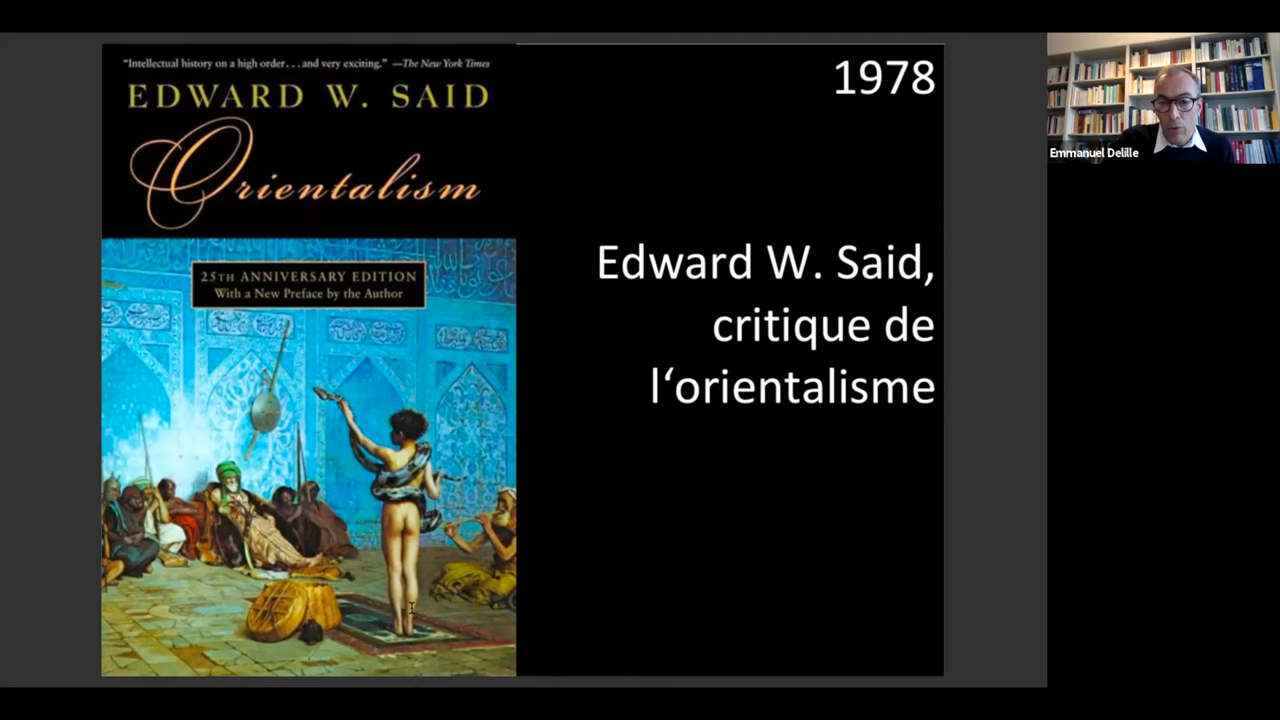 “Intellectual history on a high order . . . and very exciting.” —The New York Times
EDWARD W. SAID
Orientalism
25TH ANNIVERSARY EDITION
With a New Preface by the Author
1978
Edward W. Said,
critique de
l‘orientalisme
Emmanuel Delille